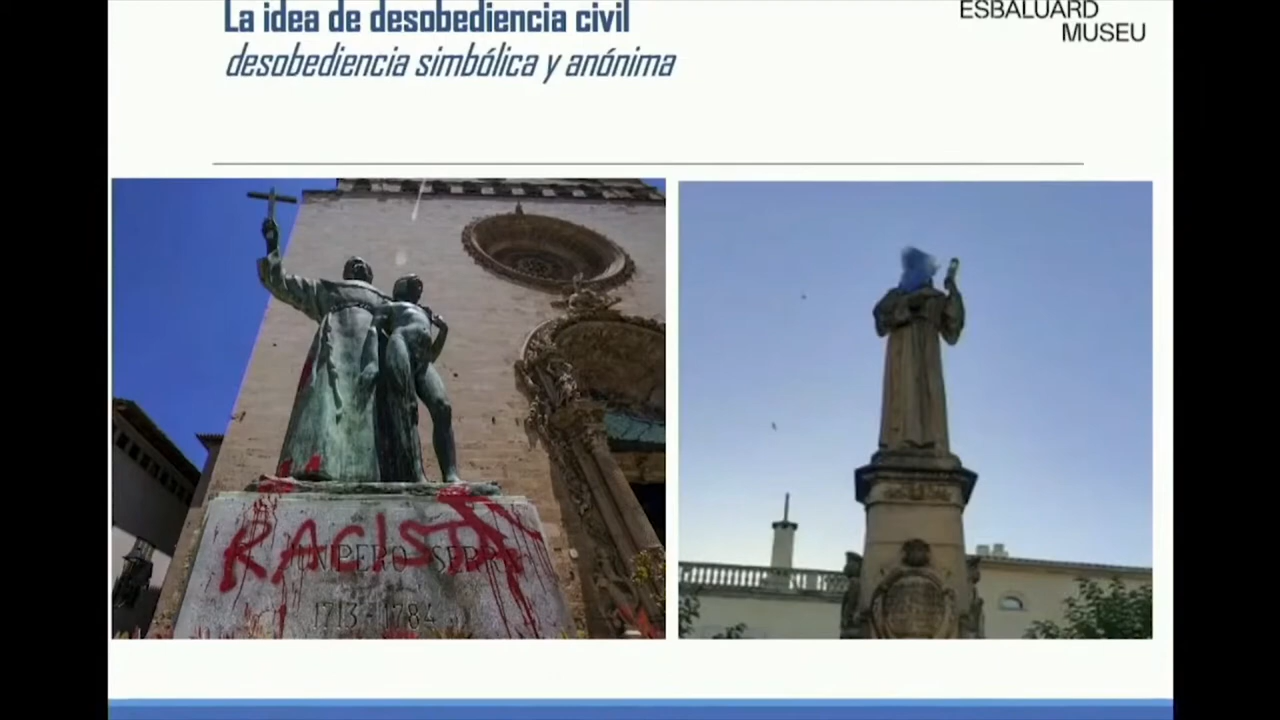 La idea de desobediencia civil
desobediencia simbólica y anónima
ESBALUARD
MUSEU
RACISTA
JUNIPERO SERRA
1713-1784